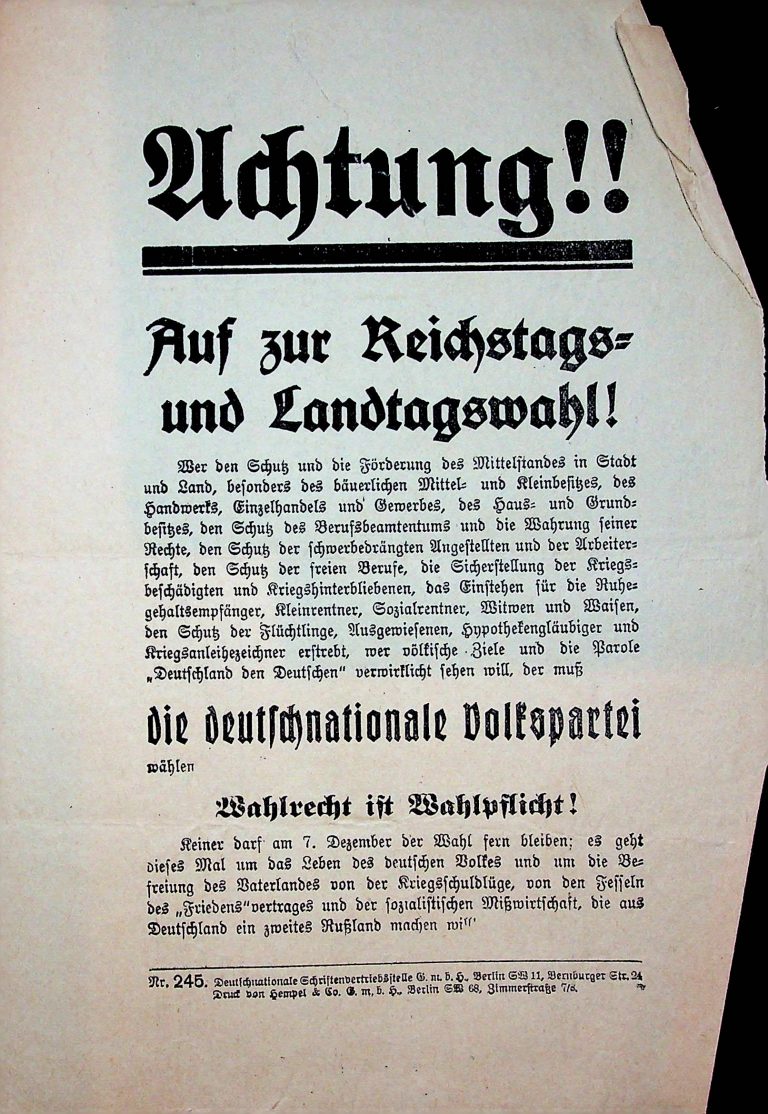 Achtung!!
Auf zur Reichstags-
und Landtagswahl!
Wer den Schutz und die Förderung des Mittelstandes in Stadt
und Land, besonders des bäuerlichen Mittel- und Kleinbesitzes, des
Handwerks, Einzelhandels und Gewerbes, des Haus- und Grund-
besitzes, den Schutz des Berufsbeamtentums und die Wahrung seiner
Rechte, den Schutz der schwerbedrängten Angestellten und der Arbeiter-
schaft, den Schutz der freien Berufe, die Sicherstellung der Kriegs-
beschädigten und Kriegshinterbliebenen, das Einstehen für die Ruhe-
gehaltsempfänger, Kleinrentner, Sozialrentner, Witwen und Waisen,
den Schutz der Flüchtlinge, Ausgewiesenen, Hypothekengläubiger und
Kriegsanleihezeichner erstrebt, wer völkische Ziele und die Parole
„Deutschland den Deutschen" verwirklicht sehen will, der muß
die deutschnationale Volkspartei
wählen
Wahlrecht ist Wahlpflicht!
Keiner darf am 7. Dezember der Wahl fern bleiben; es geht
dieses Mal um das Leben des deutschen Volkes und um die Be-
freiung des Vaterlandes von der Kriegsschuldlüge, von den Fesseln
des „Friedens"vertrages und der sozialistischen Mißwirtschaft, die aus
Deutschland ein zweites Rußland machen will
Nr. 245. Deutschnationale Schriftenvertriebsstelle G. m. b. H., Berlin SW 11, Bernburger Str. 24
Druck von Hempel & Co. G. m. b. H., Berlin SW 68, Zimmerstraße 7/8.